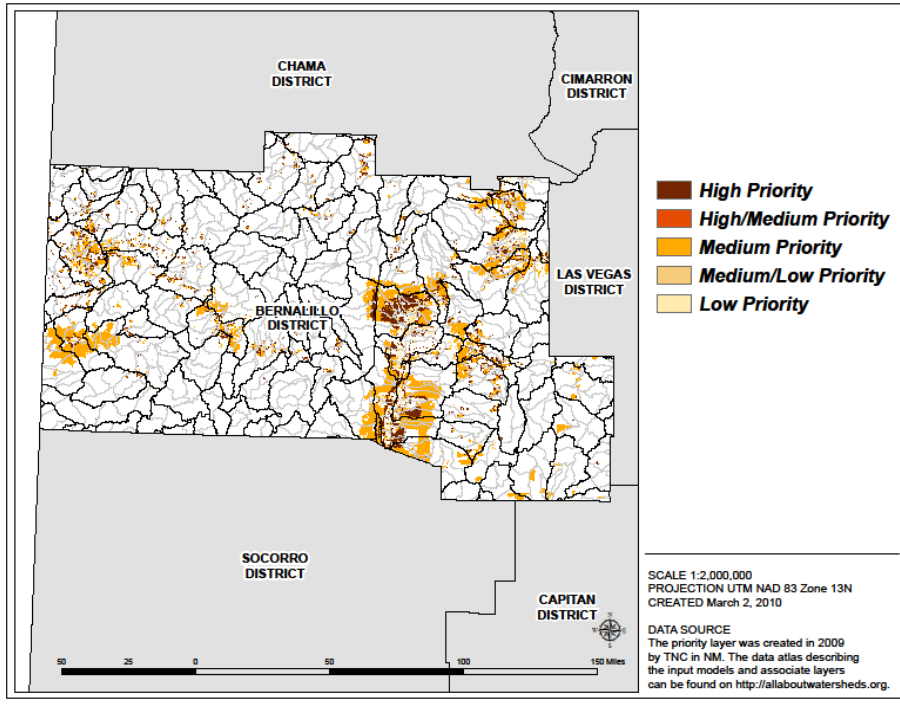 CHAMA
DISTRICT
CIMARRON
DISTRICT
LAS VEGAS
DISTRICT
BERNALILLO
DISTRICT
SOCORRO
DISTRICT
CAPITAN
DISTRICT
N
S
50 25 0 50 100 150 Miles
High Priority
High/Medium Priority
Medium Priority
Medium/Low Priority
Low Priority
SCALE 1:2,000,000
PROJECTION UTM NAD 83 Zone 13N
CREATED March 2, 2010
DATA SOURCE
The priority layer was created in 2009
by TNC in NM. The data atlas describing
the input models and associate layers
can be found on http://allaboutwatersheds.org.